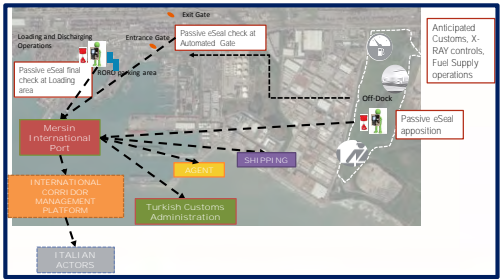 Exit Gate
Loading and Discharging
Operations
Entrance Gate
Passive eSeal check at
Automated Gate
Anticipated
Customs, X-
RAY controls,
Fuel Supply
operations
Passive eSeal final
check at Loading
area
RORO parking area
Off-Dock
Passive eSeal
apposition
Mersin
International
Port
SHIPPING
AGENT
INTERNATIONAL
CORRIDOR
MANAGEMENT
PLATFORM
Turkish Customs
Administration
ITALIAN
ACTORS